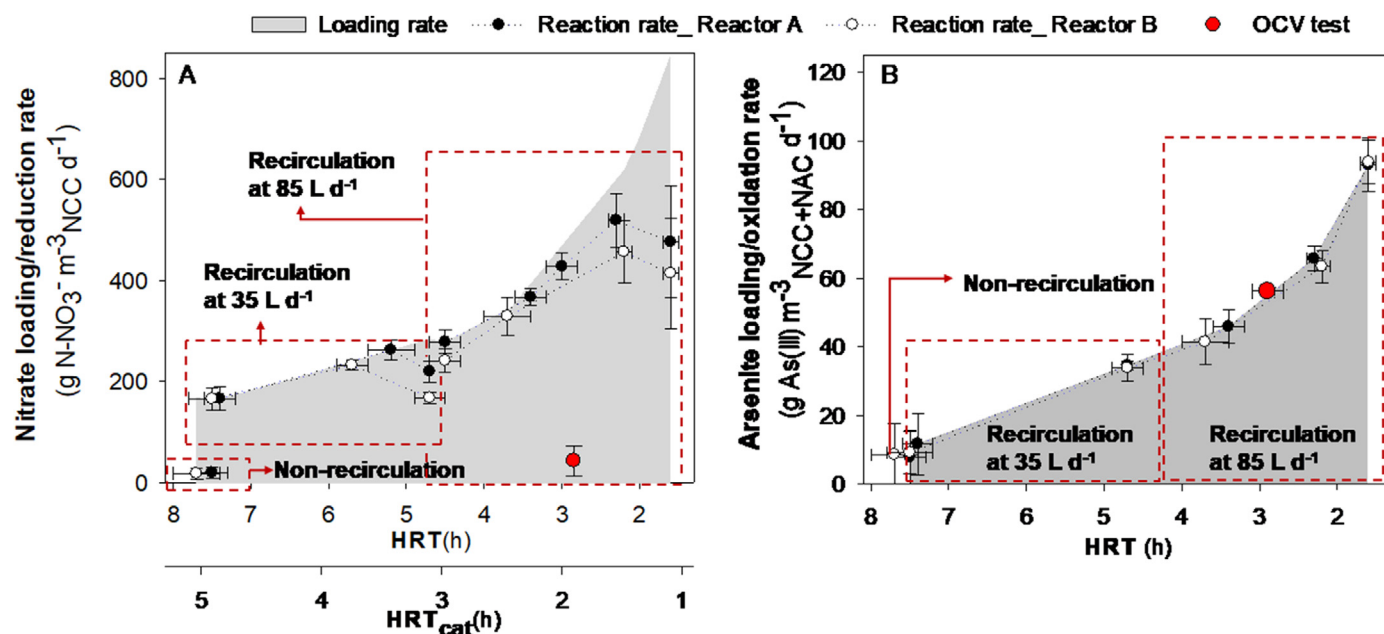 Loading rate
Reaction rate_ Reactor A
Reaction rate_ Reactor B
OCV test
A
Nitrate loading/reduction rate
(g N-NO₃⁻ m⁻³NCC d⁻¹)
800
600
400
200
0
Recirculation
at 85 L d⁻¹
Recirculation
at 35 L d⁻¹
Non-recirculation
8 7 6 5 4 3 2 1
HRT(h)
5 4 3 2 1
HRTcat(h)
B
Arsenite loading/oxidation rate
(g As(III) m⁻³NCC+NAC d⁻¹)
120
100
80
60
40
20
0
Non-recirculation
Recirculation
at 35 L d⁻¹
Recirculation
at 85 L d⁻¹
8 7 6 5 4 3 2
HRT (h)